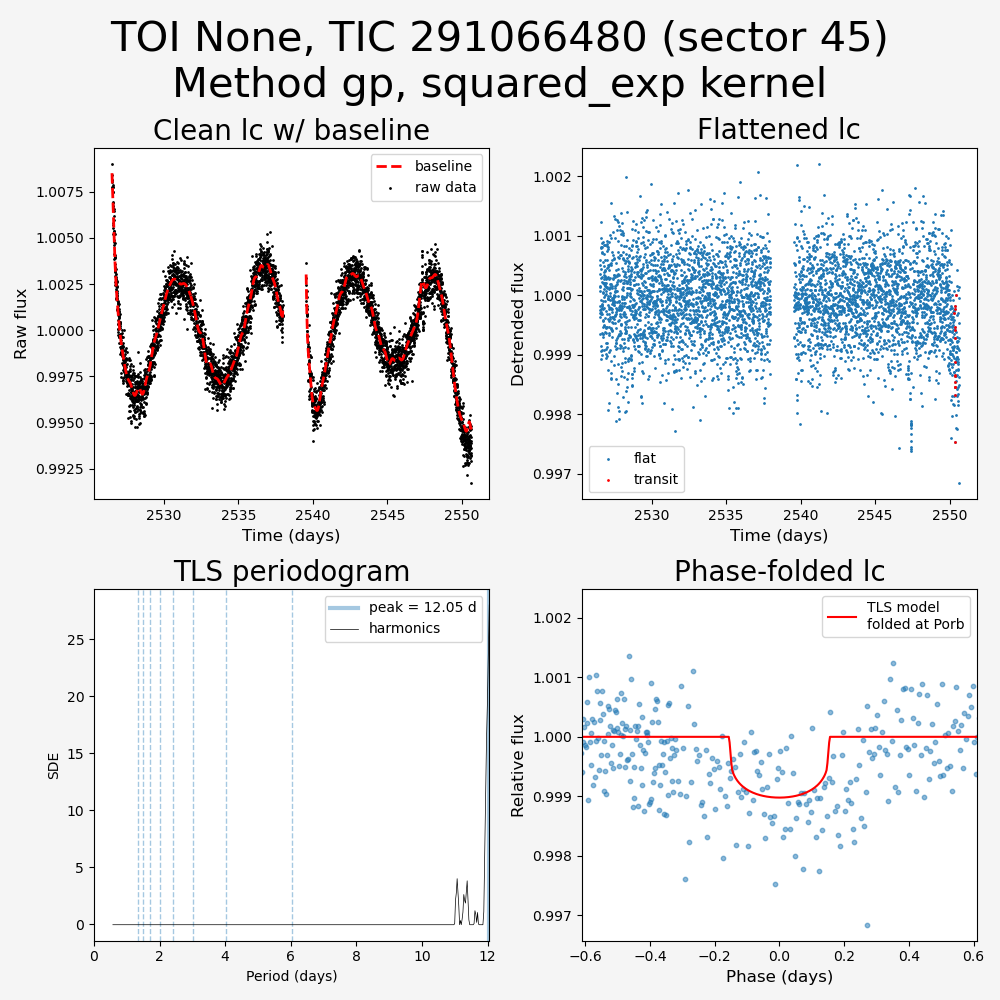 TOI None, TIC 291066480 (sector 45)
Method gp, squared_exp kernel
Clean lc w/ baseline
Raw flux
1.0075
1.0050
1.0025
1.0000
0.9975
0.9950
0.9925
baseline
raw data
2530
2535
2540
2545
2550
Time (days)
Flattened lc
Detrended flux
1.002
1.001
1.000
0.999
0.998
0.997
flat
transit
2530
2535
2540
2545
2550
Time (days)
TLS periodogram
SDE
25
20
15
10
5
0
peak = 12.05 d
harmonics
0
2
4
6
8
10
12
Period (days)
Phase-folded lc
Relative flux
1.002
1.001
1.000
0.999
0.998
0.997
TLS model
folded at Porb
−0.6
−0.4
−0.2
0.0
0.2
0.4
0.6
Phase (days)